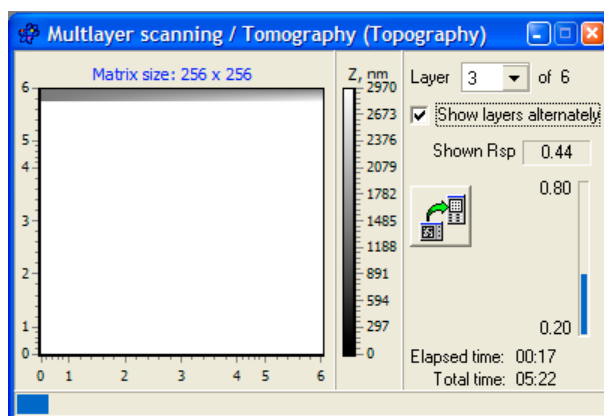 Multlayer scanning / Tomography (Topography)
Matrix size: 256 x 256
6
5
4
3
2
1
0
0 1 2 3 4 5 6
Z, nm
2970
2673
2376
2079
1782
1485
1188
891
594
297
0
Layer 3 of 6
Show layers alternately
Shown Rsp 0.44
0.80
0.20
Elapsed time: 00:17
Total time: 05:22